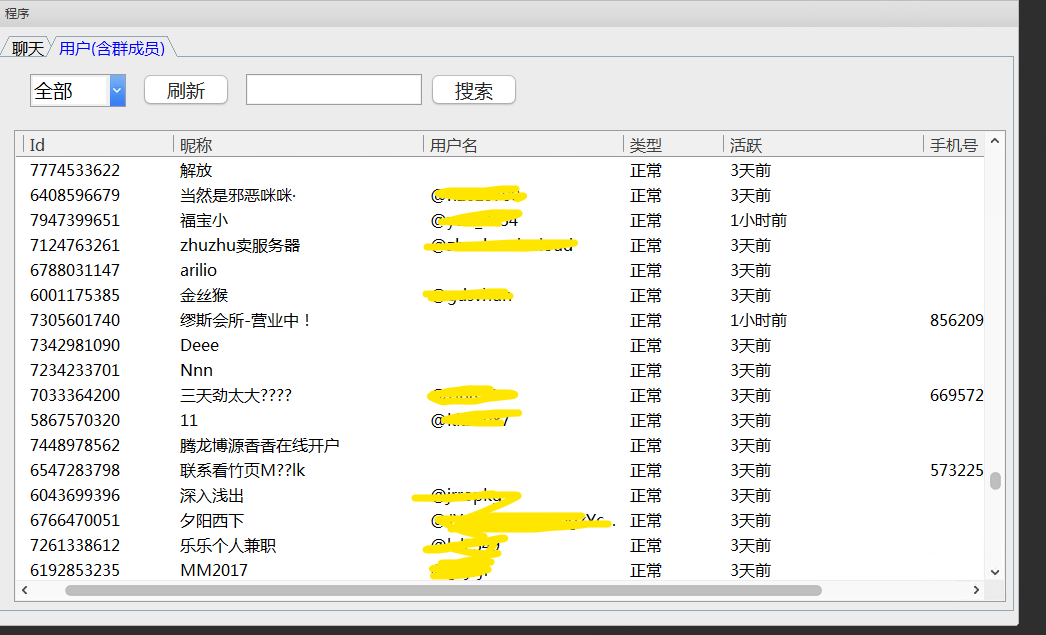 程序
聊天 用户(含群成员)
全部 刷新 搜索
Id 昵称 用户名 类型 活跃 手机号
7774533622 解放 正常 3天前
6408596679 当然是邪恶咪咪· 正常 3天前
7947399651 福宝小 正常 1小时前
7124763261 zhuzhu卖服务器 正常 3天前
6788031147 arilio 正常 3天前
6001175385 金丝猴 正常 3天前
7305601740 缪斯会所-营业中！ 正常 1小时前 856209
7342981090 Deee 正常 3天前
7234233701 Nnn 正常 3天前
7033364200 三天劲太大???? 正常 3天前 669572
5867570320 11 正常 3天前
7448978562 腾龙博源香香在线开户 正常 3天前
6547283798 联系看竹页M??lk 正常 3天前 573225
6043699396 深入浅出 正常 3天前
6766470051 夕阳西下 正常 3天前
7261338612 乐乐个人兼职 正常 3天前
6192853235 MM2017 正常 3天前